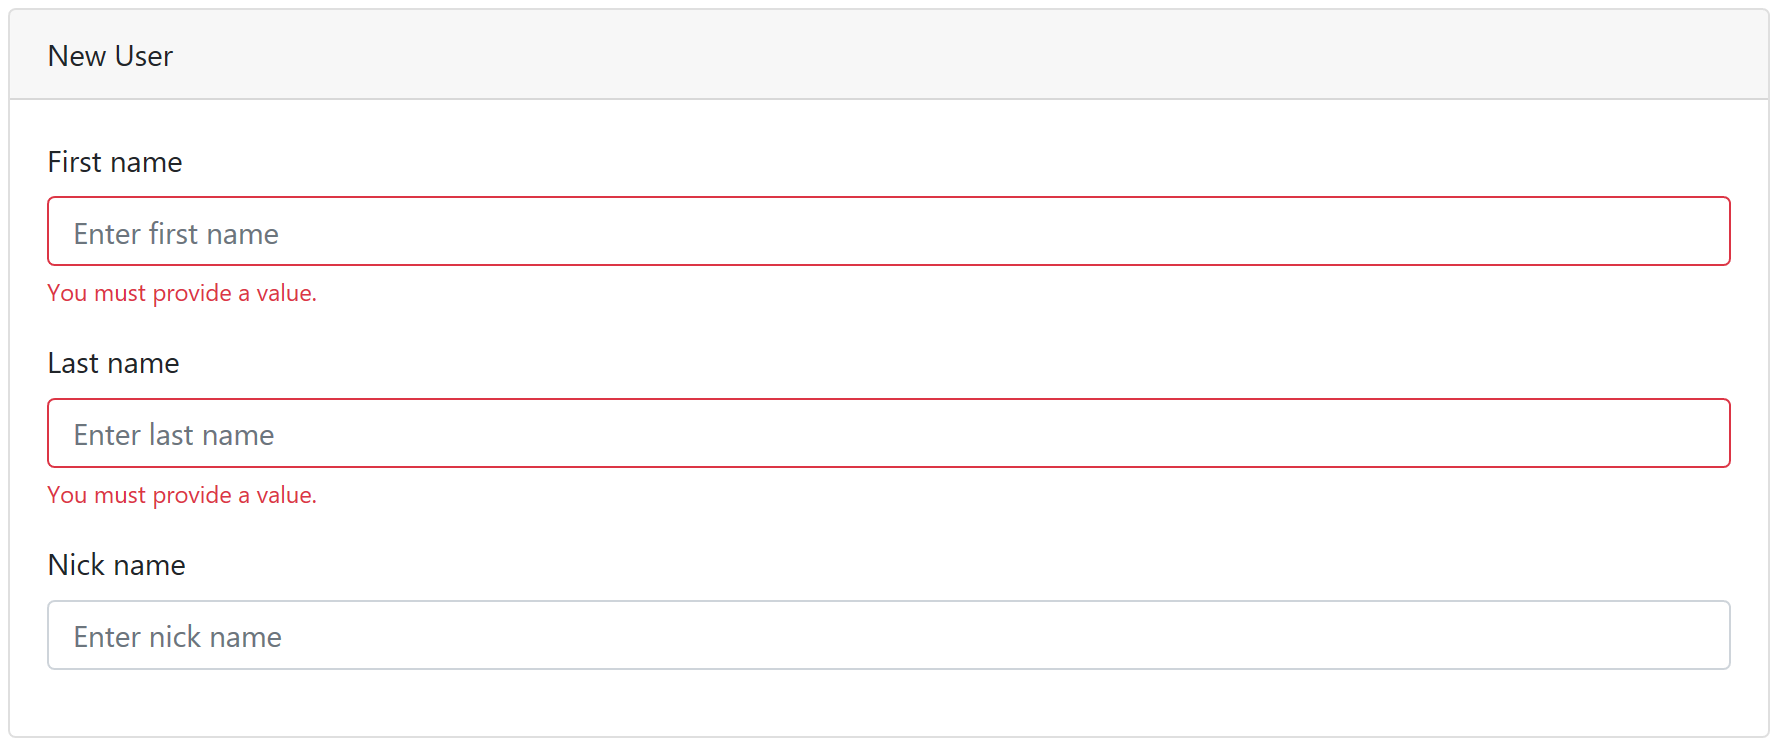 New User
First name
Enter first name
You must provide a value.
Last name
Enter last name
You must provide a value.
Nick name
Enter nick name